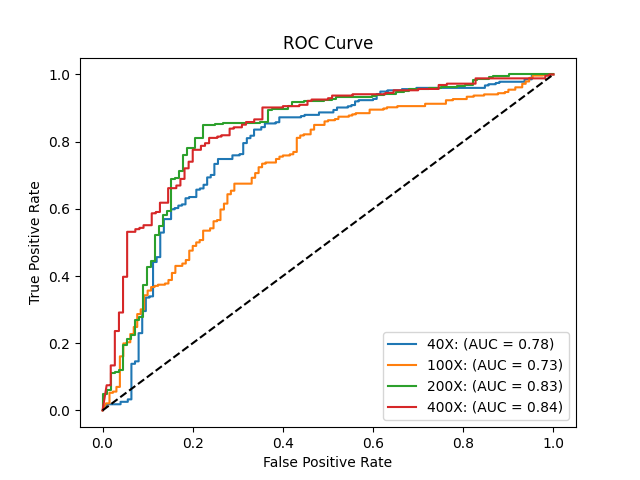 ROC Curve
1.0
0.8
0.6
0.4
0.2
0.0
True Positive Rate
0.0 0.2 0.4 0.6 0.8 1.0
False Positive Rate
40X: (AUC = 0.78)
100X: (AUC = 0.73)
200X: (AUC = 0.83)
400X: (AUC = 0.84)